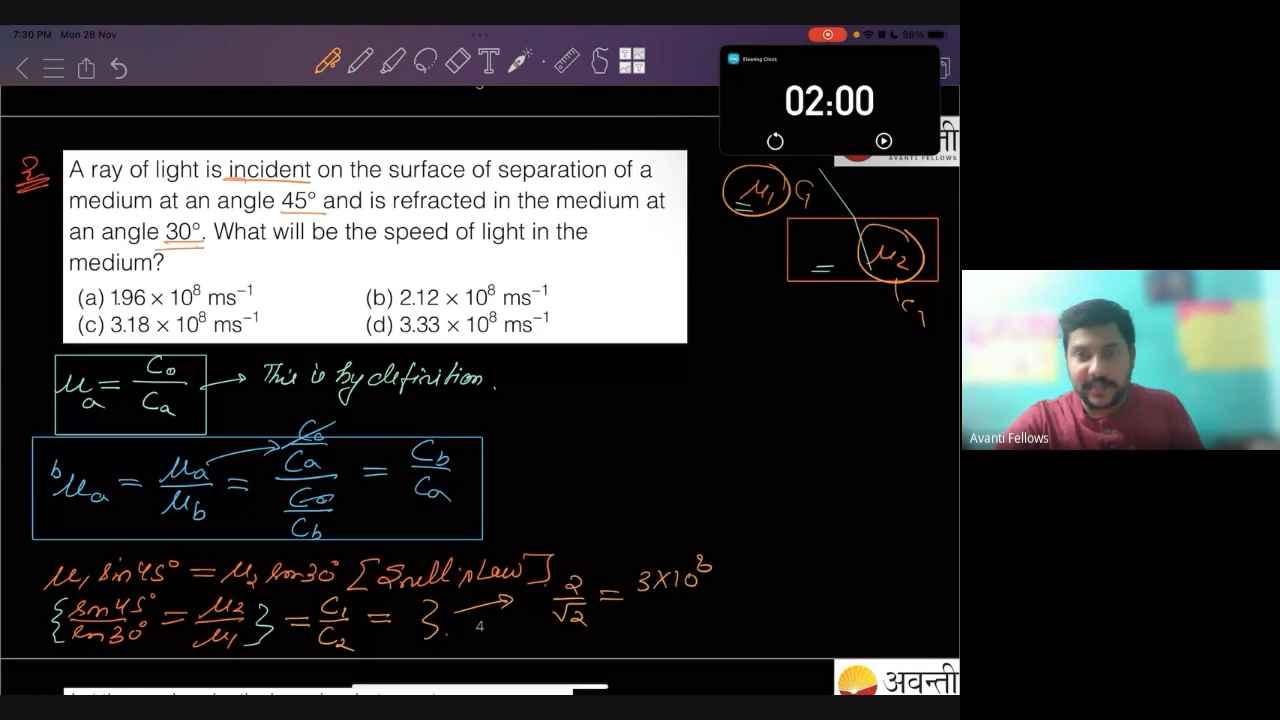 7:30 PM Mon 28 Nov
98%
Floating Clock
02:00
AVANTI FELLOWS
Q
A ray of light is incident on the surface of separation of a
medium at an angle 45° and is refracted in the medium at
an angle 30°. What will be the speed of light in the
medium?
(a) 1.96 × 10⁸ ms⁻¹ (b) 2.12 × 10⁸ ms⁻¹
(c) 3.18 × 10⁸ ms⁻¹ (d) 3.33 × 10⁸ ms⁻¹
μ₁ C₁
μ₂
μₐ = C₀/Cₐ → This is by definition.
ᵇμₐ = μₐ/μ_b = (C₀/Cₐ)/(C₀/C_b) = C_b/Cₐ
μ₁ sin45° = μ₂ sin30° [Snell's Law]
{sin45°/sin30° = μ₂/μ₁} = C₁/C₂ = 3. → 2/√2 = 3×10⁸
4
अवन्ती
Avanti Fellows